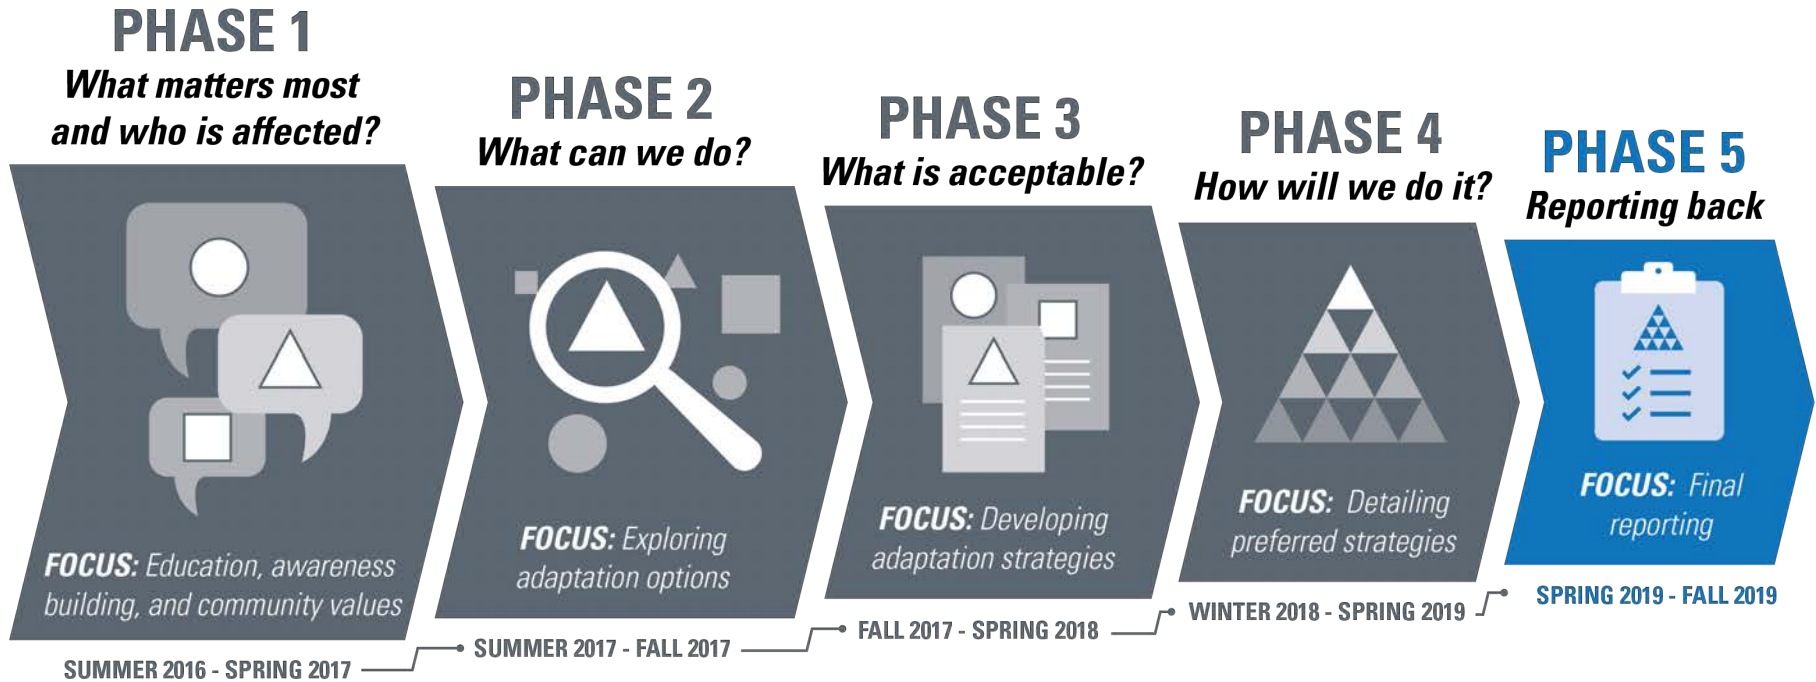 PHASE 1
What matters most
and who is affected?
FOCUS: Education, awareness
building, and community values
SUMMER 2016 - SPRING 2017
PHASE 2
What can we do?
FOCUS: Exploring
adaptation options
SUMMER 2017 - FALL 2017
PHASE 3
What is acceptable?
FOCUS: Developing
adaptation strategies
FALL 2017 - SPRING 2018
PHASE 4
How will we do it?
FOCUS: Detailing
preferred strategies
WINTER 2018 - SPRING 2019
PHASE 5
Reporting back
FOCUS: Final
reporting
SPRING 2019 - FALL 2019